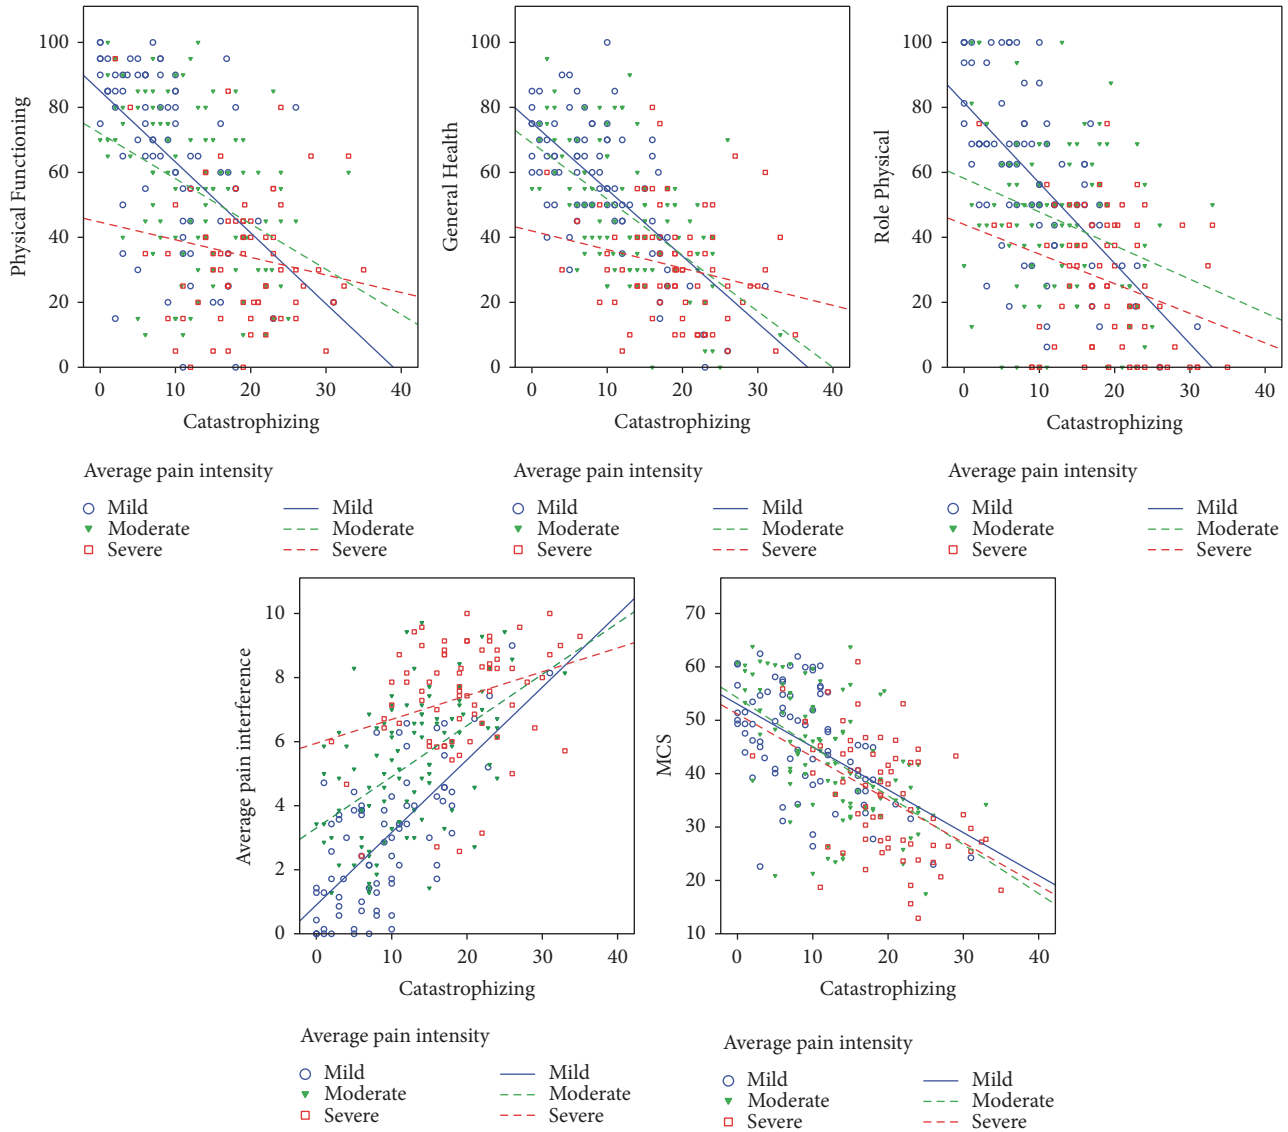 Physical Functioning
100
80
60
40
20
0
0 10 20 30 40
Catastrophizing
Average pain intensity
Mild Mild
Moderate Moderate
Severe Severe
General Health
100
80
60
40
20
0
0 10 20 30 40
Catastrophizing
Average pain intensity
Mild Mild
Moderate Moderate
Severe Severe
Role Physical
100
80
60
40
20
0
0 10 20 30 40
Catastrophizing
Average pain intensity
Mild Mild
Moderate Moderate
Severe Severe
Average pain interference
10
8
6
4
2
0
0 10 20 30 40
Catastrophizing
Average pain intensity
Mild Mild
Moderate Moderate
Severe Severe
MCS
70
60
50
40
30
20
10
0 10 20 30 40
Catastrophizing
Average pain intensity
Mild Mild
Moderate Moderate
Severe Severe